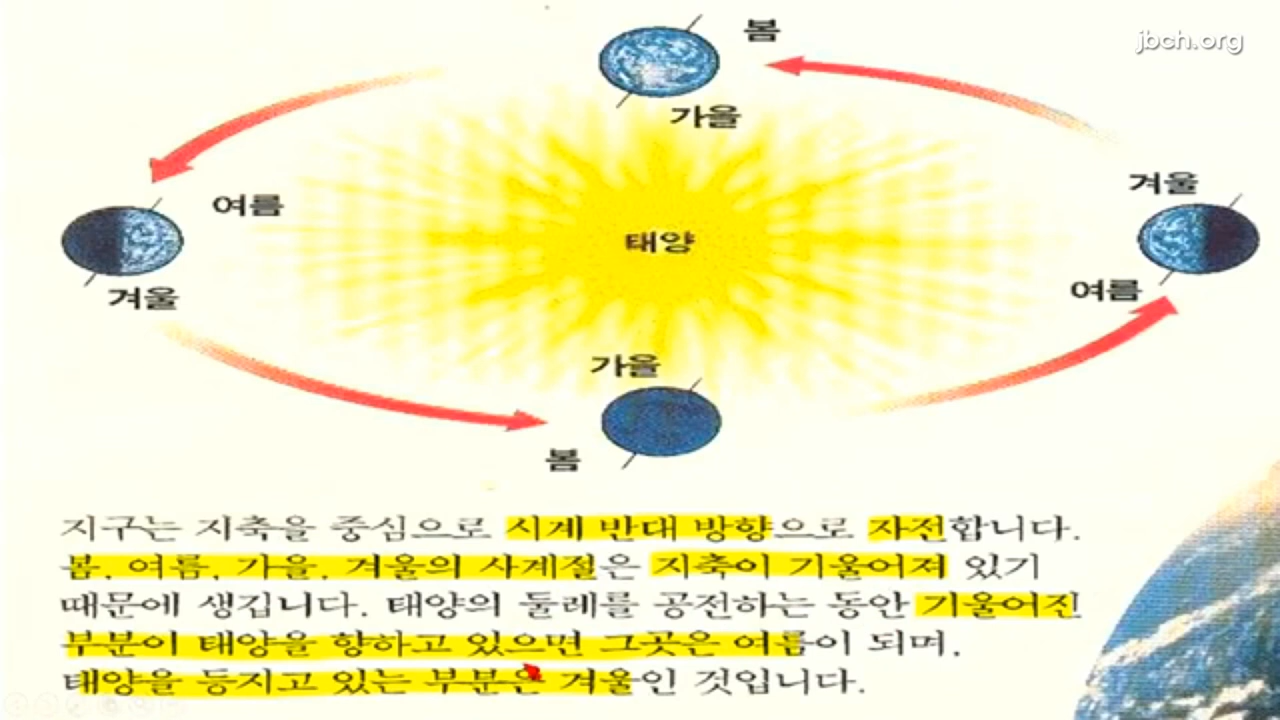 봄
jbch.org
가을
겨울
여름
태양
겨울
여름
가을
봄
지구는 지축을 중심으로 시계 반대 방향으로 자전합니다.
봄, 여름, 가을, 겨울의 사계절은 지축이 기울어져 있기
때문에 생깁니다. 태양의 둘레를 공전하는 동안 기울어진
부분이 태양을 향하고 있으면 그곳은 여름이 되며,
태양을 등지고 있는 부분은 겨울인 것입니다.